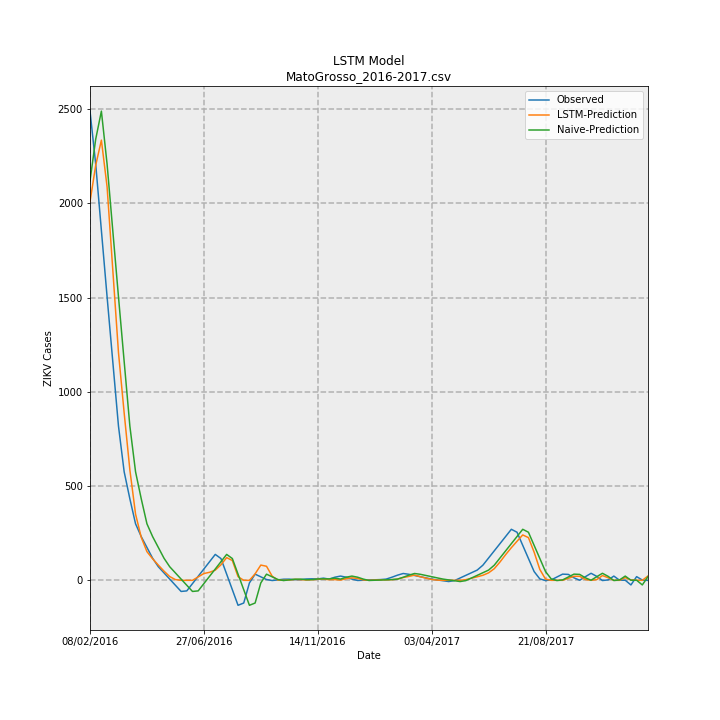 LSTM Model
MatoGrosso_2016-2017.csv
Observed
LSTM-Prediction
Naive-Prediction
ZIKV Cases
2500
2000
1500
1000
500
0
08/02/2016
27/06/2016
14/11/2016
03/04/2017
21/08/2017
Date